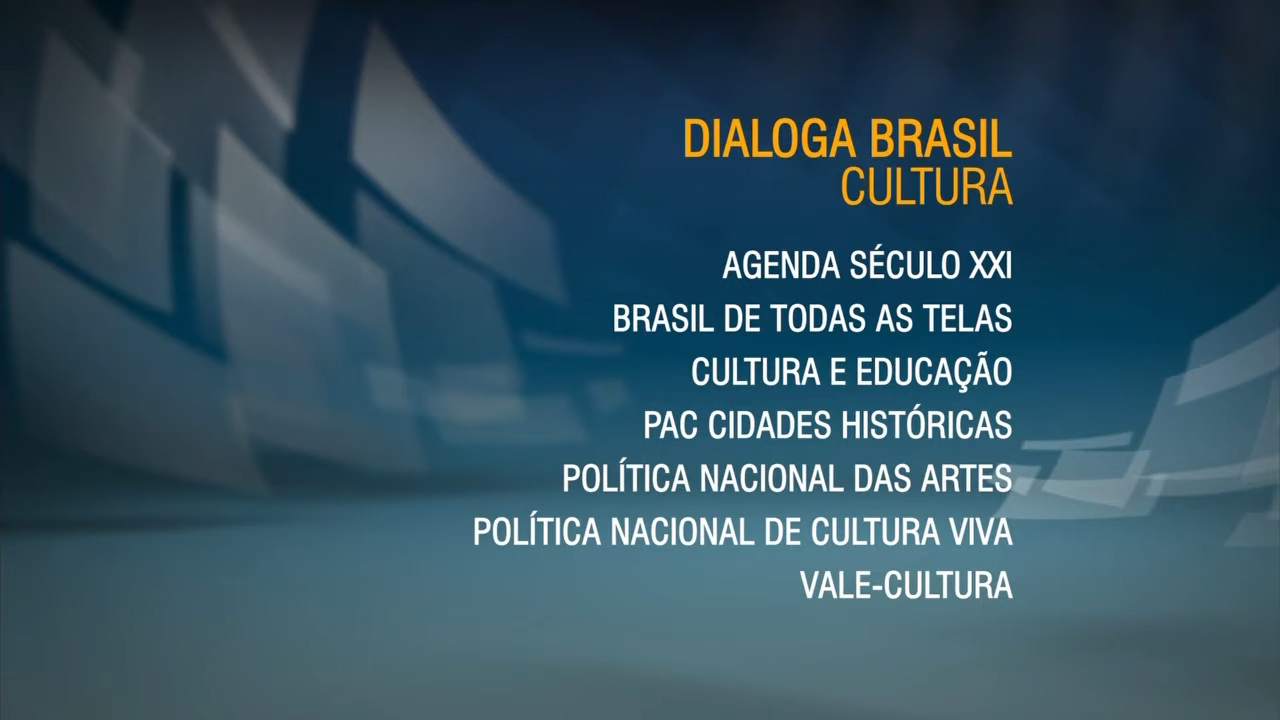 DIALOGA BRASIL
CULTURA
AGENDA SÉCULO XXI
BRASIL DE TODAS AS TELAS
CULTURA E EDUCAÇÃO
PAC CIDADES HISTÓRICAS
POLÍTICA NACIONAL DAS ARTES
POLÍTICA NACIONAL DE CULTURA VIVA
VALE-CULTURA